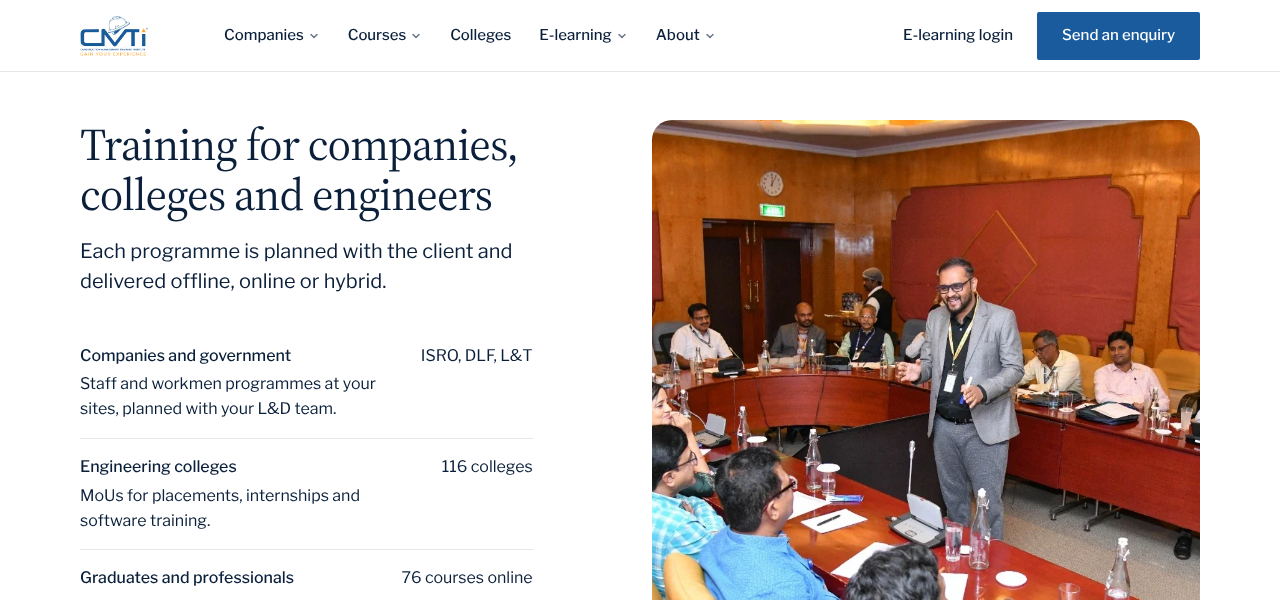 CMTi
GAIN YOUR EXPERIENCE
Companies
Courses
Colleges
E-learning
About
E-learning login
Send an enquiry
Training for companies,
colleges and engineers
Each programme is planned with the client and
delivered offline, online or hybrid.
Companies and government
ISRO, DLF, L&T
Staff and workmen programmes at your
sites, planned with your L&D team.
Engineering colleges
116 colleges
MoUs for placements, internships and
software training.
Graduates and professionals
76 courses online